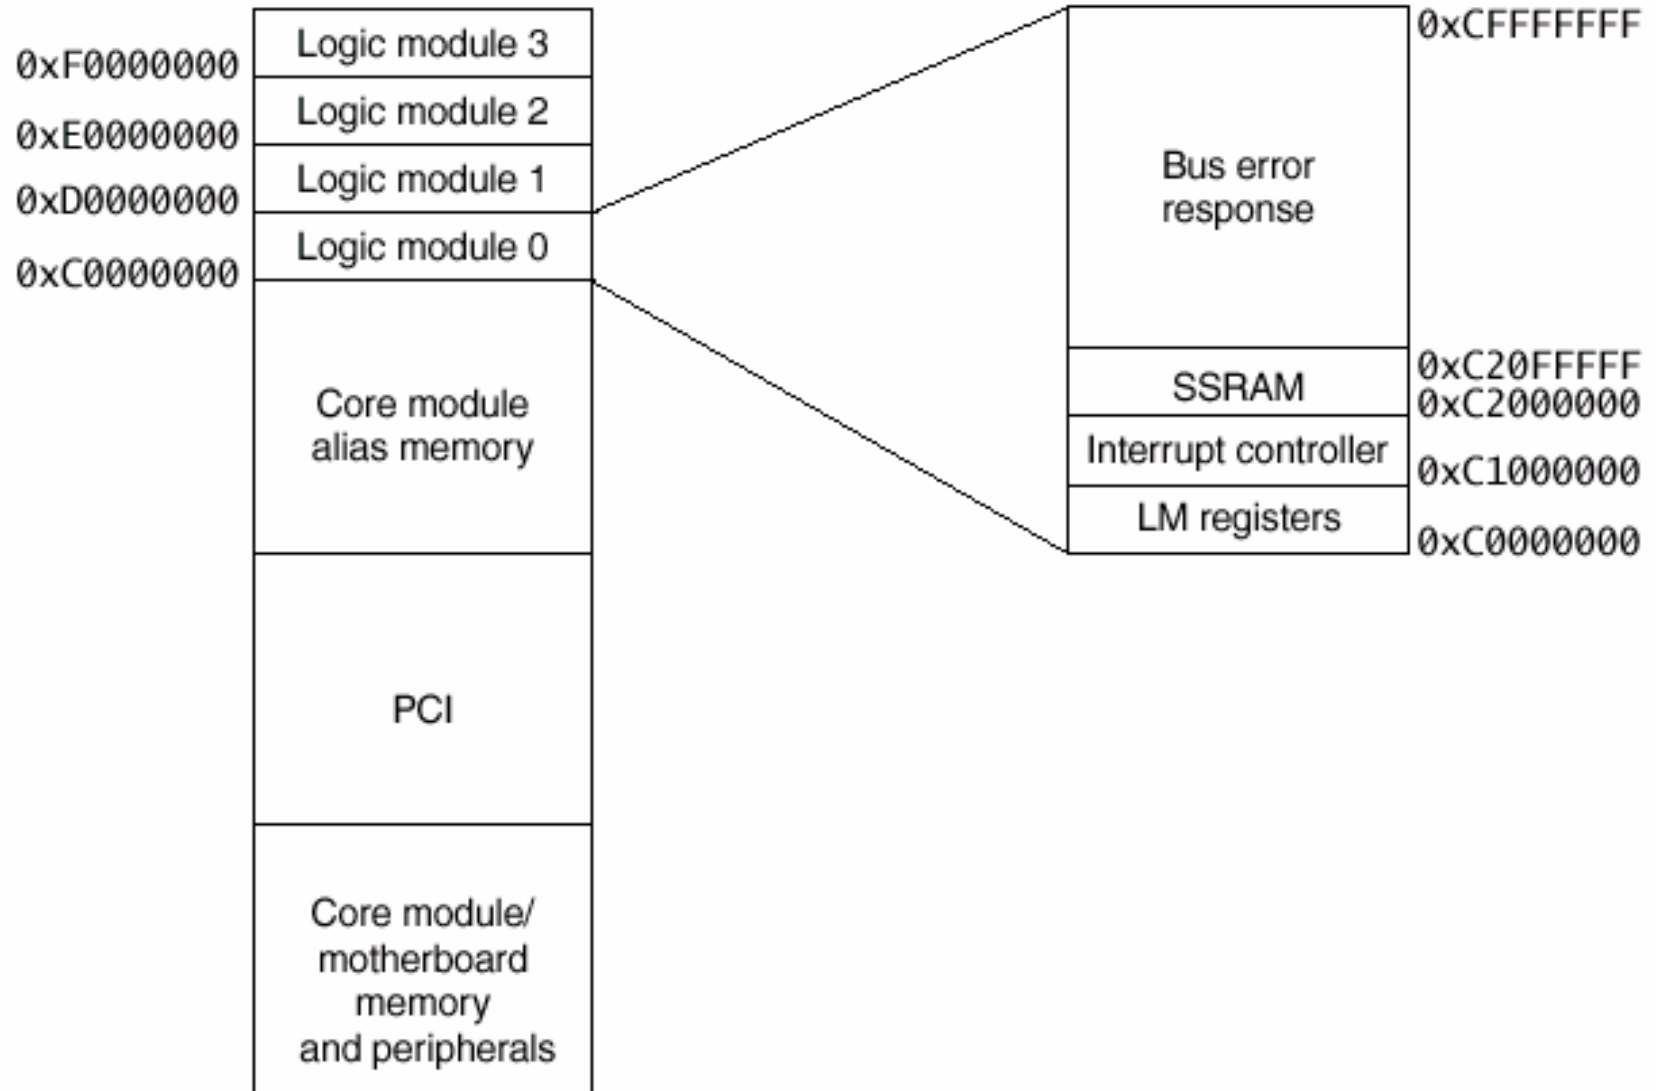 Logic module 3
0xF0000000
Logic module 2
0xE0000000
Logic module 1
0xD0000000
Logic module 0
0xC0000000
Core module
alias memory
PCI
Core module/
motherboard
memory
and peripherals
0xCFFFFFFF
Bus error
response
0xC20FFFFF
SSRAM
0xC2000000
Interrupt controller
0xC1000000
LM registers
0xC0000000